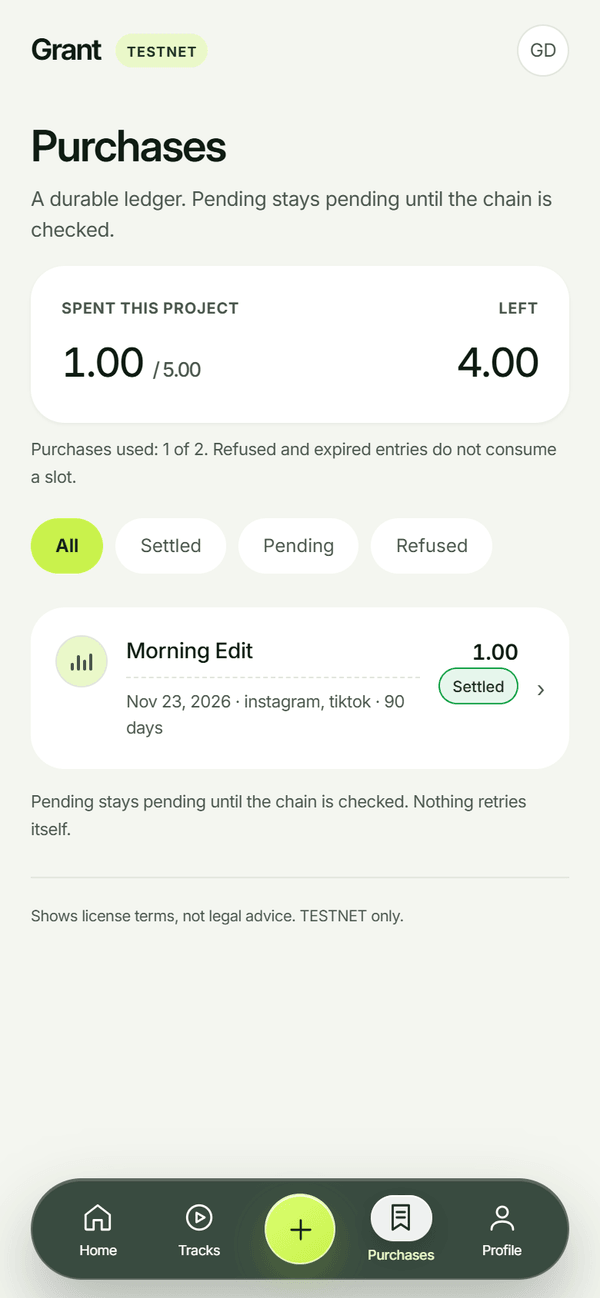 Grant TESTNET GD
Purchases
A durable ledger. Pending stays pending until the chain is
checked.
SPENT THIS PROJECT LEFT
1.00 / 5.00 4.00
Purchases used: 1 of 2. Refused and expired entries do not consume
a slot.
All Settled Pending Refused
Morning Edit 1.00
Settled
Nov 23, 2026 · instagram, tiktok · 90
days
Pending stays pending until the chain is checked. Nothing retries
itself.
Shows license terms, not legal advice. TESTNET only.
Home Tracks Purchases Profile